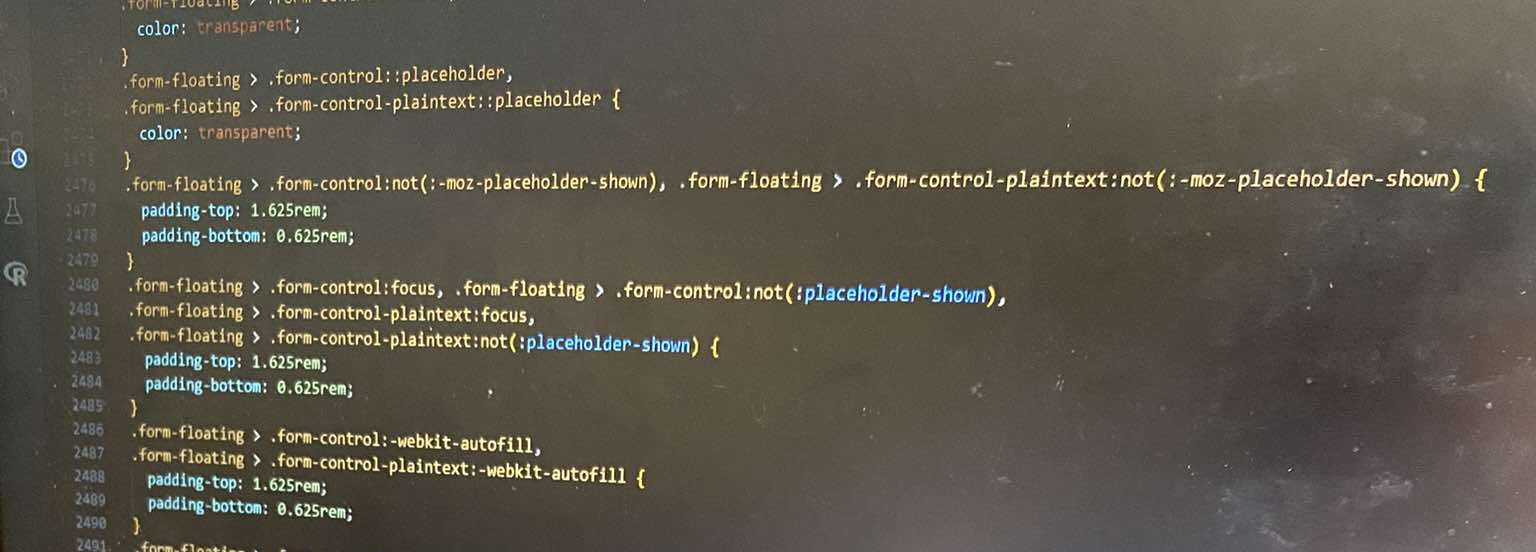 .form-floating >
color: transparent;
}
.form-floating > .form-control::placeholder,
.form-floating > .form-control-plaintext::placeholder {
color: transparent;
2475 }
2476 .form-floating > .form-control:not(:-moz-placeholder-shown), .form-floating > .form-control-plaintext:not(:-moz-placeholder-shown) {
2477 padding-top: 1.625rem;
2478 padding-bottom: 0.625rem;
2479 }
2480 .form-floating > .form-control:focus, .form-floating > .form-control:not(:placeholder-shown),
2481 .form-floating > .form-control-plaintext:focus,
2482 .form-floating > .form-control-plaintext:not(:placeholder-shown) {
2483 padding-top: 1.625rem;
2484 padding-bottom: 0.625rem;
2485 }
2486 .form-floating > .form-control:-webkit-autofill,
2487 .form-floating > .form-control-plaintext:-webkit-autofill {
2488 padding-top: 1.625rem;
2489 padding-bottom: 0.625rem;
2490 }
2491 .form-floating >